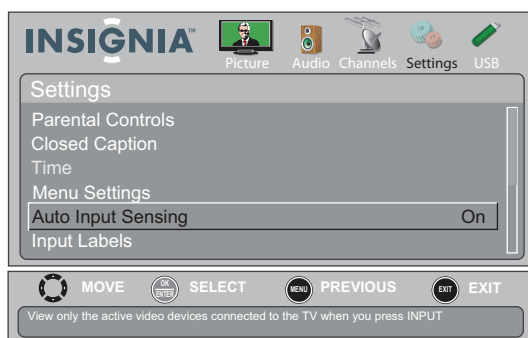 INSIGNIA™
Picture Audio Channels Settings USB
Settings
Parental Controls
Closed Caption
Time
Menu Settings
Auto Input Sensing On
Input Labels
MOVE OK ENTER SELECT MENU PREVIOUS EXIT EXIT
View only the active video devices connected to the TV when you press INPUT